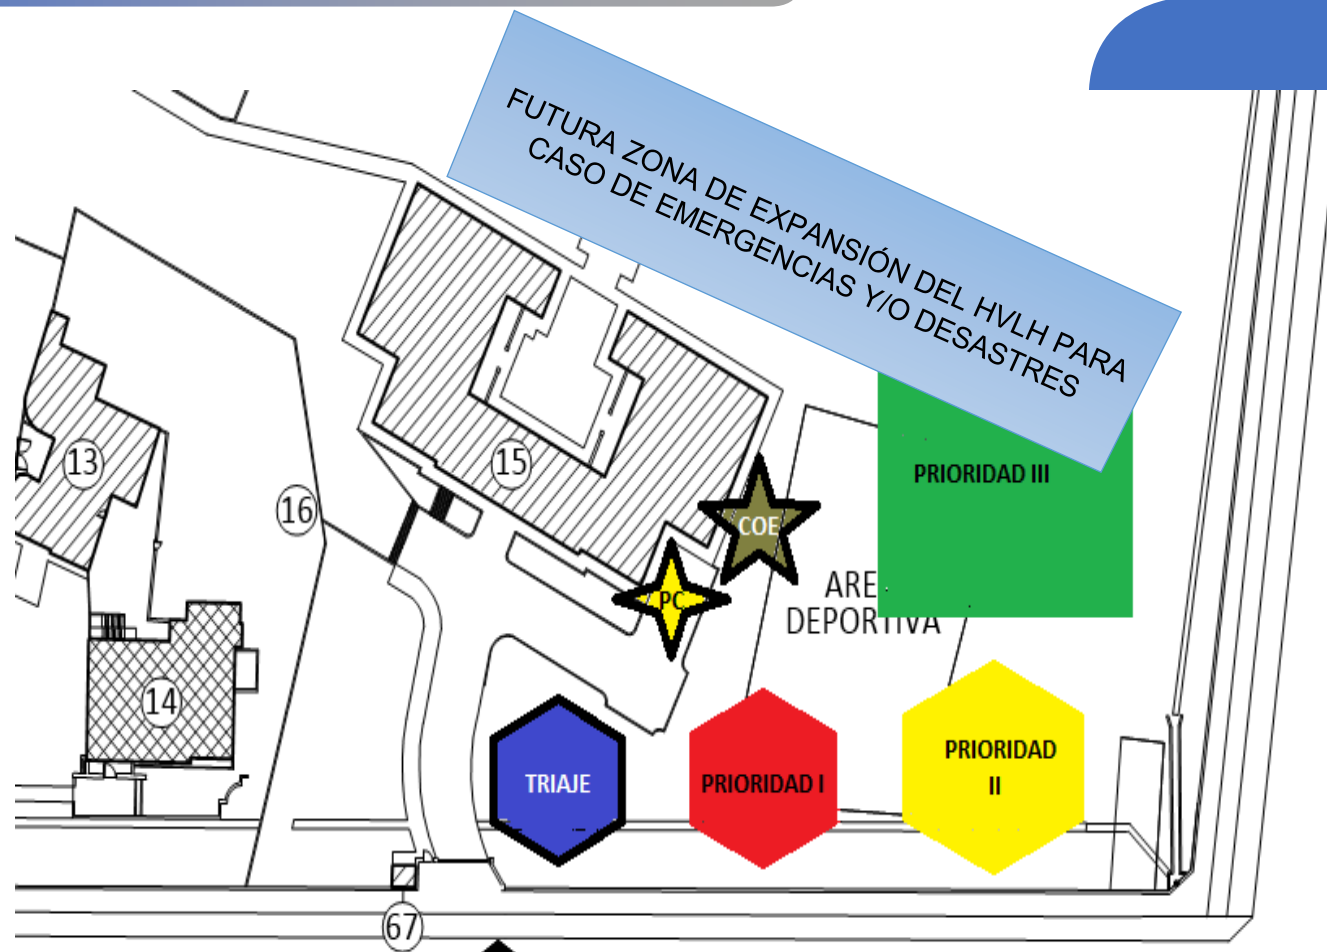 FUTURA ZONA DE EXPANSIÓN DEL HVLH PARA
CASO DE EMERGENCIAS Y/O DESASTRES
13
15
16
PRIORIDAD III
COE
PC
ARE
DEPORTIVA
14
TRIAJE
PRIORIDAD I
PRIORIDAD
II
67